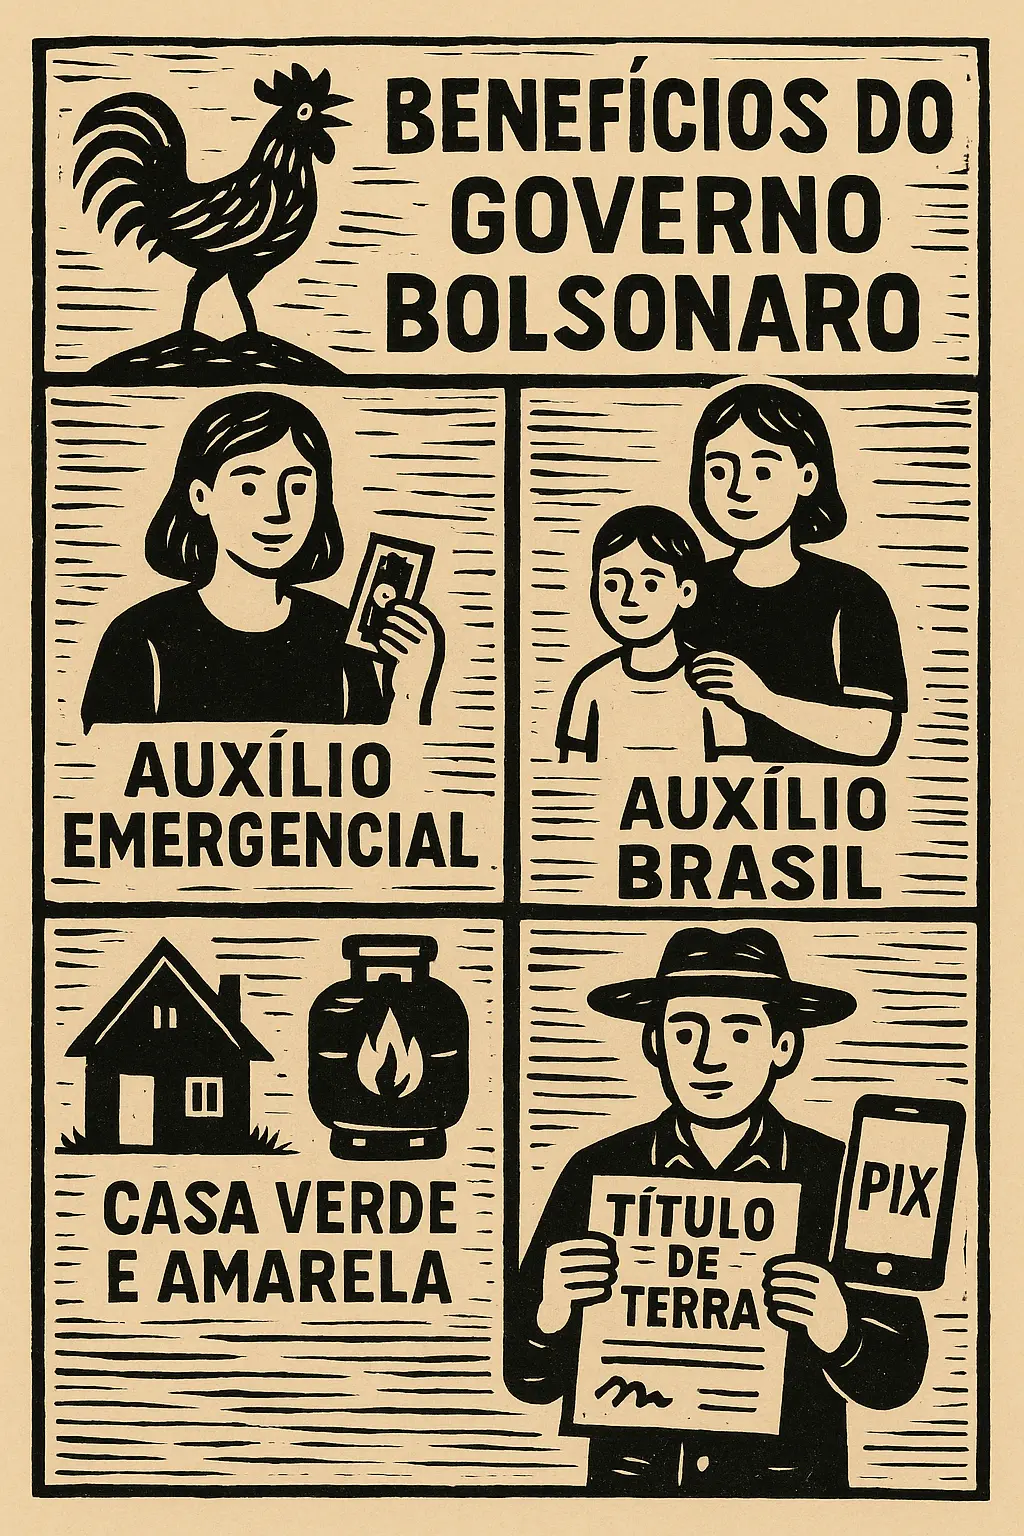 BENEFÍCIOS DO
GOVERNO
BOLSONARO
AUXÍLIO
EMERGENCIAL
AUXÍLIO
BRASIL
CASA VERDE
E AMARELA
TÍTULO
DE
TERRA
PIX